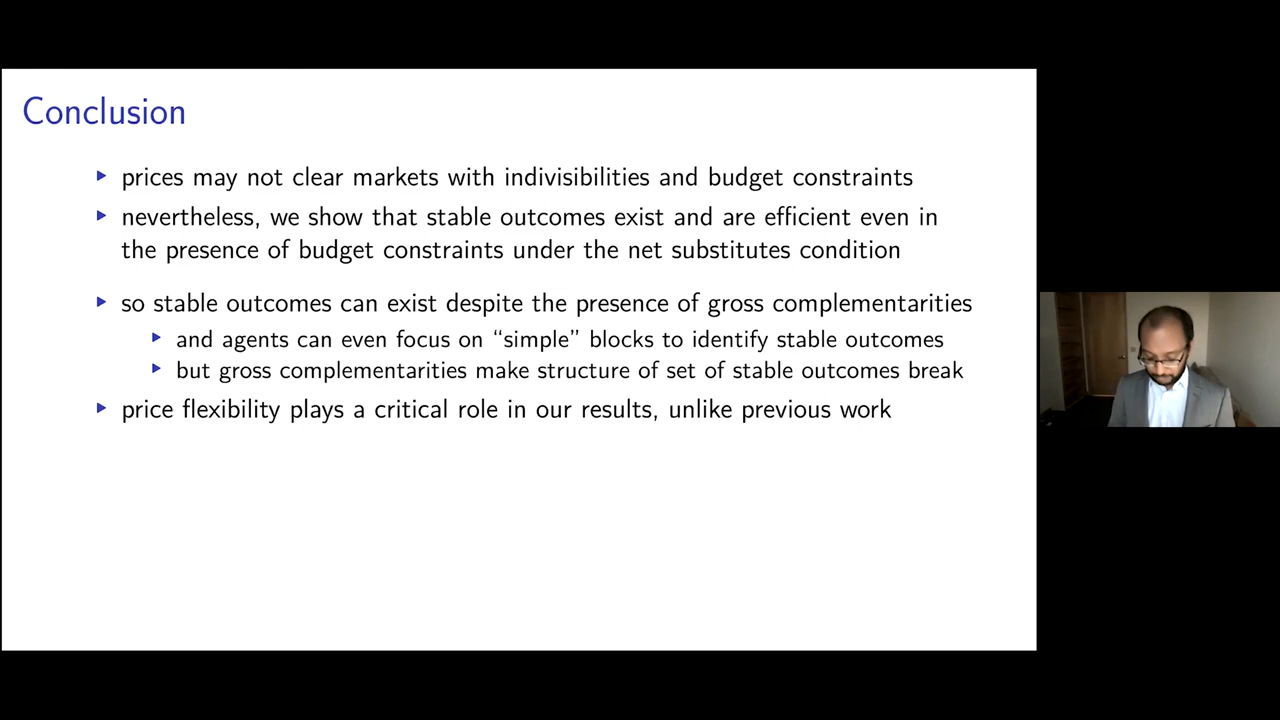 Conclusion
prices may not clear markets with indivisibilities and budget constraints
nevertheless, we show that stable outcomes exist and are efficient even in
the presence of budget constraints under the net substitutes condition
so stable outcomes can exist despite the presence of gross complementarities
and agents can even focus on “simple” blocks to identify stable outcomes
but gross complementarities make structure of set of stable outcomes break
price flexibility plays a critical role in our results, unlike previous work